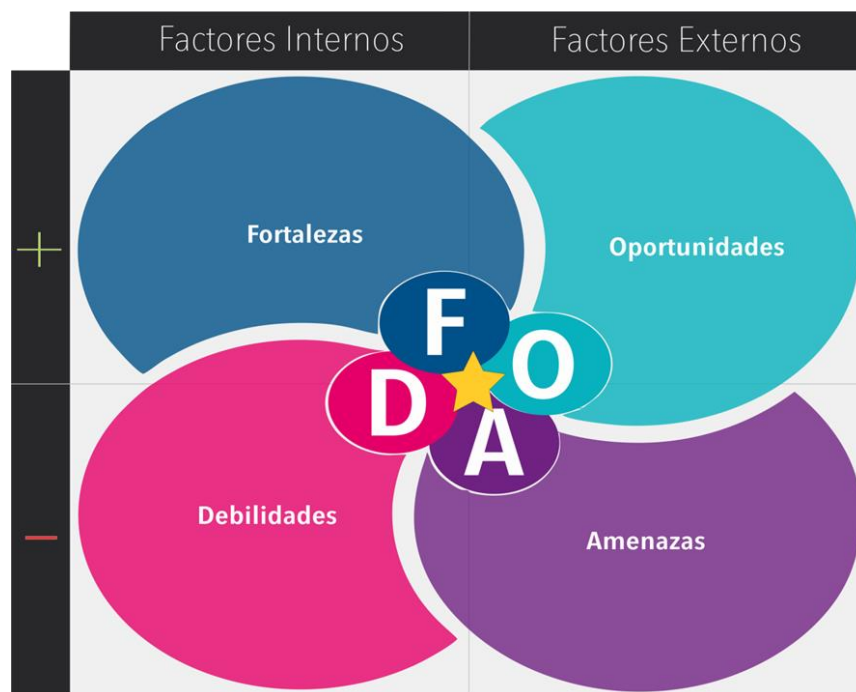 Factores Internos
Factores Externos
+
Fortalezas
Oportunidades
F
O
D
A
−
Debilidades
Amenazas